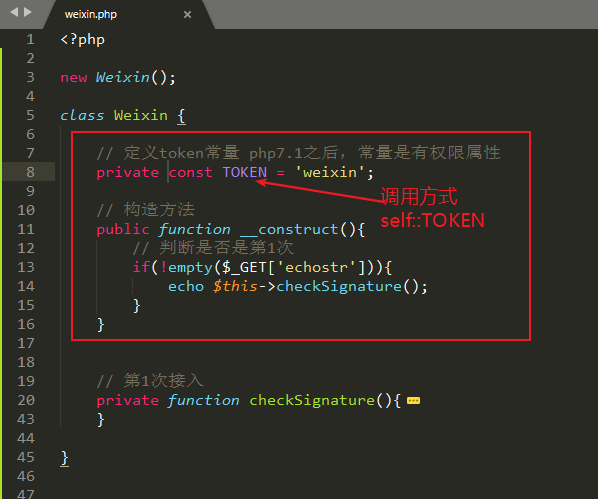 weixin.php
1 <?php
2
3 new Weixin();
4
5 class Weixin {
6
7 // 定义token常量 php7.1之后，常量是有权限属性
8 private const TOKEN = 'weixin';
9
调用方式
self::TOKEN
10 // 构造方法
11 public function __construct(){
12 // 判断是否是第1次
13 if(!empty($_GET['echostr'])){
14 echo $this->checkSignature();
15 }
16 }
17
18
19 // 第1次接入
20 private function checkSignature(){
43 }
44
45 }
46
47